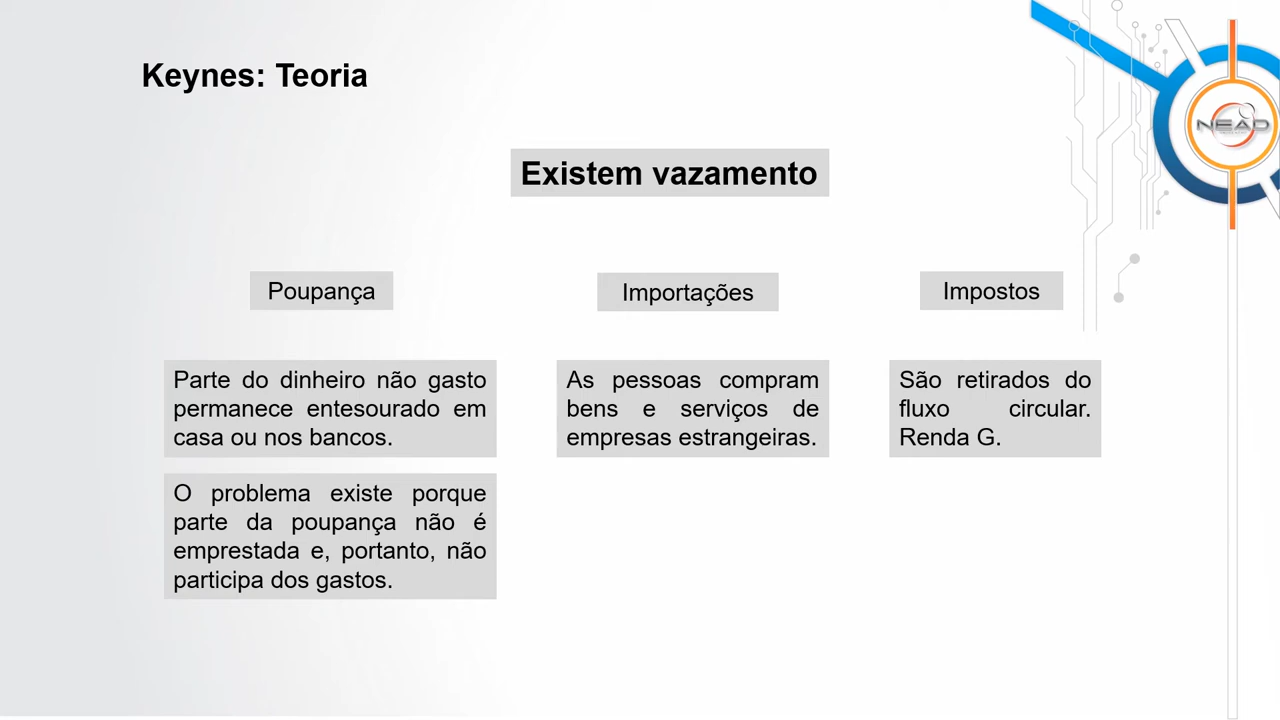 Keynes: Teoria
NEAD
Existem vazamento
Poupança
Importações
Impostos
Parte do dinheiro não gasto
permanece entesourado em
casa ou nos bancos.
As pessoas compram
bens e serviços de
empresas estrangeiras.
São retirados do
fluxo circular.
Renda G.
O problema existe porque
parte da poupança não é
emprestada e, portanto, não
participa dos gastos.